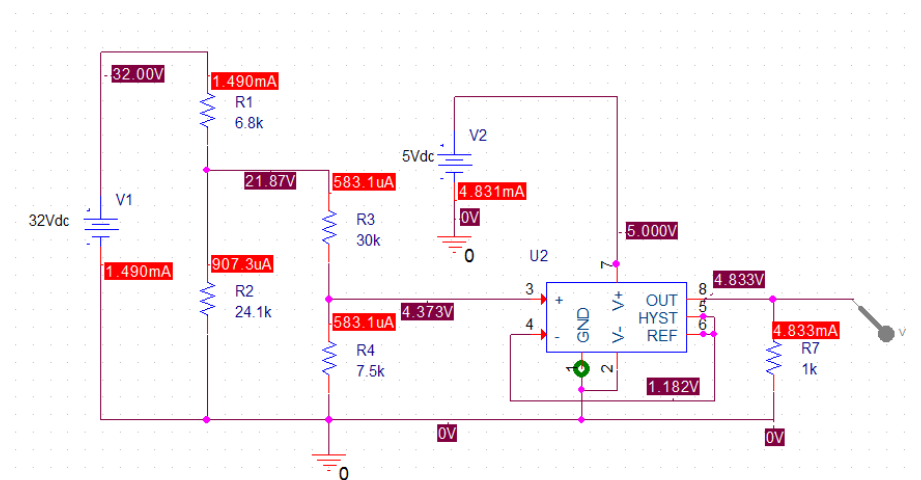 32.00V
1.490mA
R1
6.8k
V2
5Vdc
21.87V
583.1uA
4.831mA
V1
R3
0V
32Vdc
30k
-5.000V
0
U2
7
907.3uA
1.490mA
3
+
V+
OUT
8
4.833V
R2
4.373V
HYST
5
24.1k
4
-
GND
V-
REF
6
4.833mA
V
583.1uA
R7
R4
1
2
1k
7.5k
1.182V
0V
0V
0